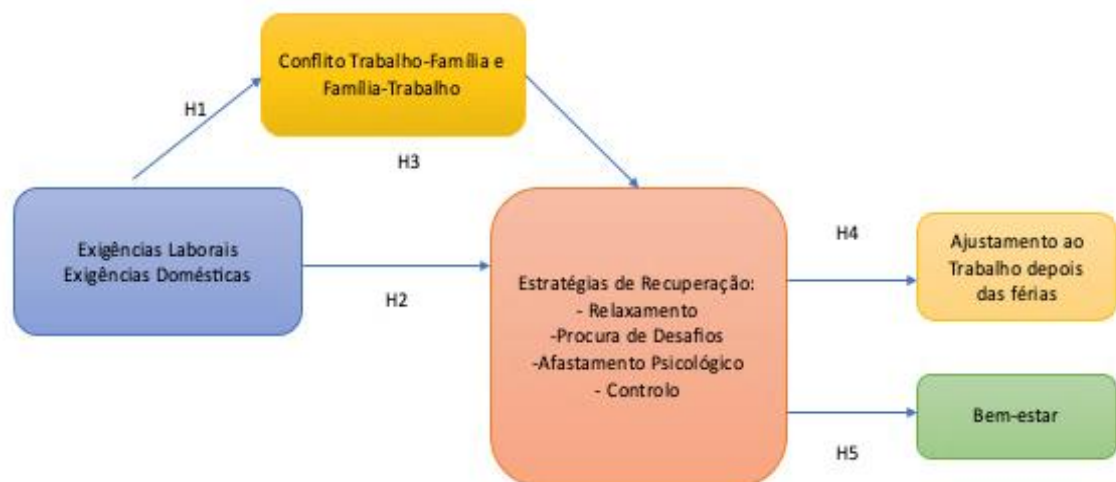 Conflito Trabalho-Família e
Família-Trabalho
H1
H3
Exigências Laborais
Exigências Domésticas
H2
Estratégias de Recuperação:
- Relaxamento
-Procura de Desafios
-Afastamento Psicológico
- Controlo
H4
Ajustamento ao
Trabalho depois
das férias
Bem-estar
H5